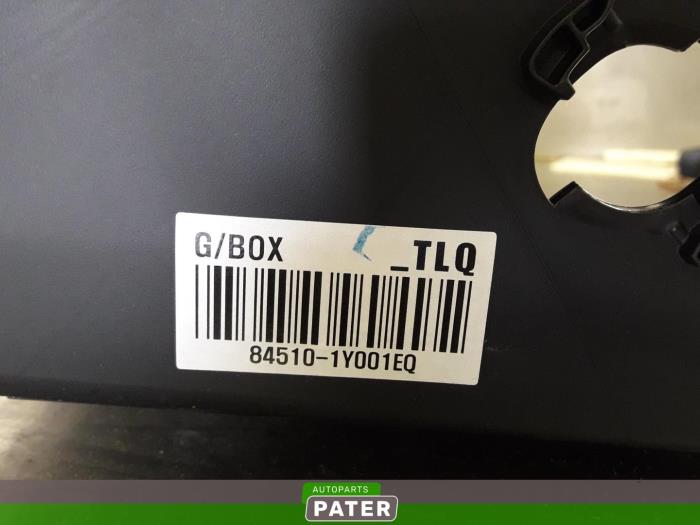 G/BOX _TLQ
84510-1Y001EQ
AUTOPARTS
PATER